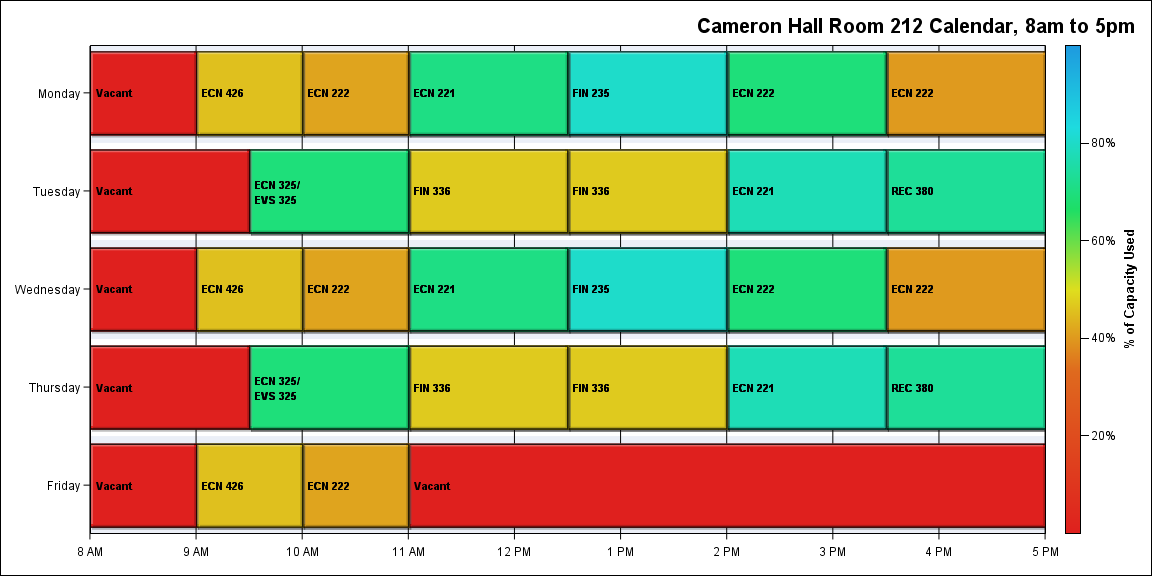 Cameron Hall Room 212 Calendar, 8am to 5pm
Monday
Vacant
ECN 426
ECN 222
ECN 221
FIN 235
ECN 222
ECN 222
Tuesday
Vacant
ECN 325/
EVS 325
FIN 336
FIN 336
ECN 221
REC 380
Wednesday
Vacant
ECN 426
ECN 222
ECN 221
FIN 235
ECN 222
ECN 222
Thursday
Vacant
ECN 325/
EVS 325
FIN 336
FIN 336
ECN 221
REC 380
Friday
Vacant
ECN 426
ECN 222
Vacant
8 AM
9 AM
10 AM
11 AM
12 PM
1 PM
2 PM
3 PM
4 PM
5 PM
80%
60%
40%
20%
% of Capacity Used